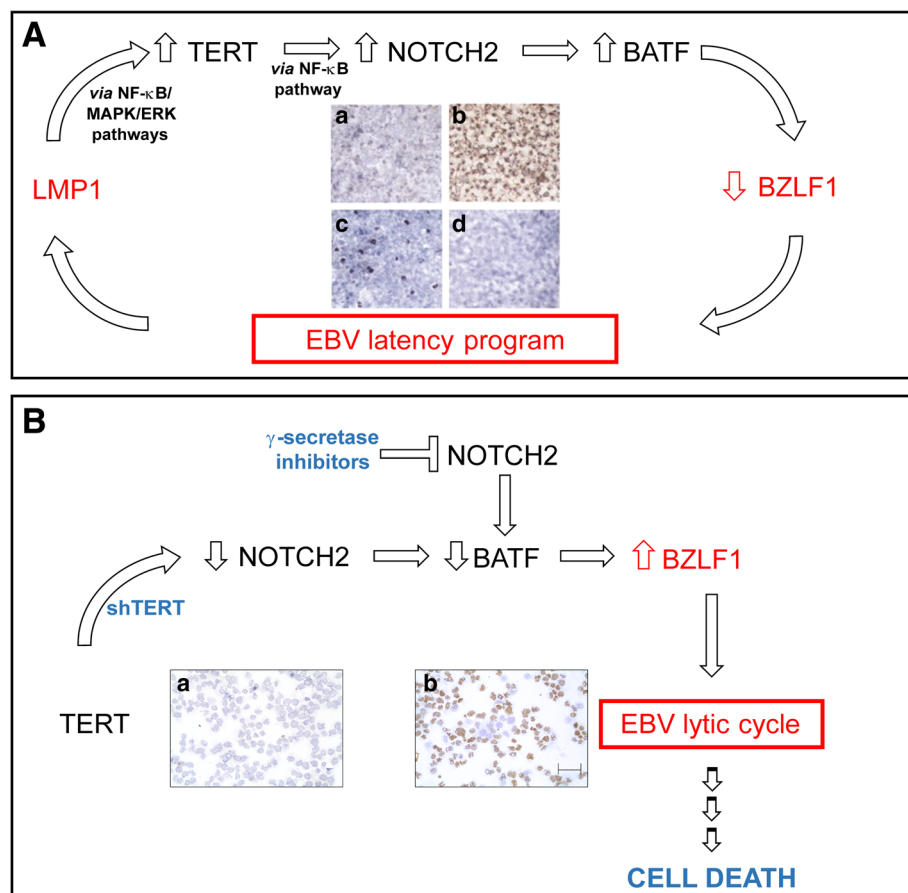 A
TERT
NOTCH2
BATF
via NF-κB/
MAPK/ERK
pathways
via NF-κB
pathway
a
b
LMP1
BZLF1
c
d
EBV latency program
B
γ-secretase
inhibitors
NOTCH2
NOTCH2
BATF
BZLF1
shTERT
a
b
TERT
EBV lytic cycle
CELL DEATH